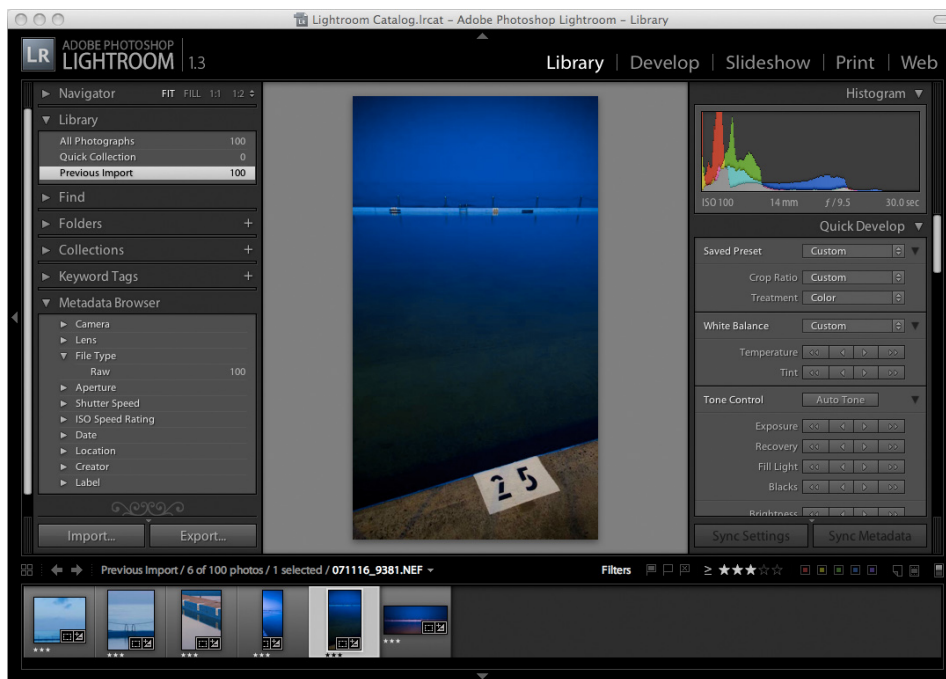 Lightroom Catalog.lrcat – Adobe Photoshop Lightroom – Library
LR
ADOBE PHOTOSHOP
LIGHTROOM 1.3
Library | Develop | Slideshow | Print | Web
Navigator FIT FILL 1:1 1:2
Library
All Photographs 100
Quick Collection 0
Previous Import 100
Find
Folders +
Collections +
Keyword Tags +
Metadata Browser
Camera
Lens
File Type
Raw 100
Aperture
Shutter Speed
ISO Speed Rating
Date
Location
Creator
Label
Import... Export...
25
Histogram
ISO 100 14 mm ƒ / 9.5 30.0 sec
Quick Develop
Saved Preset Custom
Crop Ratio Custom
Treatment Color
White Balance Custom
Temperature
Tint
Tone Control Auto Tone
Exposure
Recovery
Fill Light
Blacks
Brightness
Sync Settings Sync Metadata
Previous Import / 6 of 100 photos / 1 selected / 071116_9381.NEF
Filters ≥ ★★★☆☆